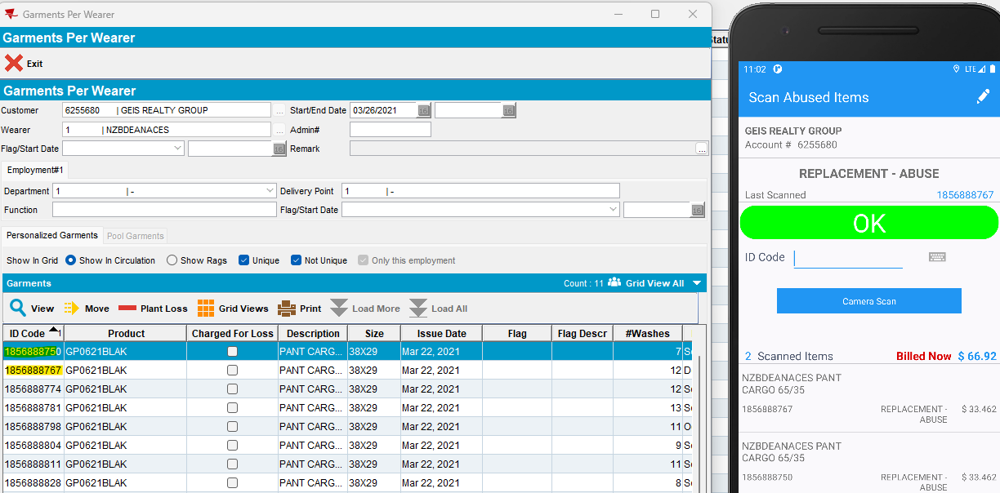 Garments Per Wearer
Garments Per Wearer
Exit
Garments Per Wearer
Customer 6255680 | GEIS REALTY GROUP ... Start/End Date 03/26/2021 16 16
Wearer 1 | NZBDEANACES ... Admin#
Flag/Start Date 16 Remark ...
Employment#1
Department 1 | - Delivery Point 1 | -
Function Flag/Start Date 16
Personalized Garments Pool Garments
Show In Grid Show In Circulation Show Rags Unique Not Unique Only this employment
Garments Count : 11 Grid View All
View Move Plant Loss Grid Views Print Load More Load All
ID Code 1 Product Charged For Loss Description Size Issue Date Flag Flag Descr #Washes
1856888750 GP0621BLAK PANT CARG... 38X29 Mar 22, 2021 7 S
1856888767 GP0621BLAK PANT CARG... 38X29 Mar 22, 2021 12 D
1856888774 GP0621BLAK PANT CARG... 38X29 Mar 22, 2021 12 S
1856888781 GP0621BLAK PANT CARG... 38X29 Mar 22, 2021 13 S
1856888798 GP0621BLAK PANT CARG... 38X29 Mar 22, 2021 11 O
1856888804 GP0621BLAK PANT CARG... 38X29 Mar 22, 2021 9 S
1856888811 GP0621BLAK PANT CARG... 38X29 Mar 22, 2021 11 S
1856888828 GP0621BLAK PANT CARG... 38X29 Mar 22, 2021 8 S
Statu
11:02 LTE
Scan Abused Items
GEIS REALTY GROUP
Account # 6255680
REPLACEMENT - ABUSE
Last Scanned 1856888767
OK
ID Code
Camera Scan
2 Scanned Items Billed Now $ 66.92
NZBDEANACES PANT
CARGO 65/35
1856888767 REPLACEMENT - $ 33.462
ABUSE
NZBDEANACES PANT
CARGO 65/35
1856888750 REPLACEMENT - $ 33.462
ABUSE